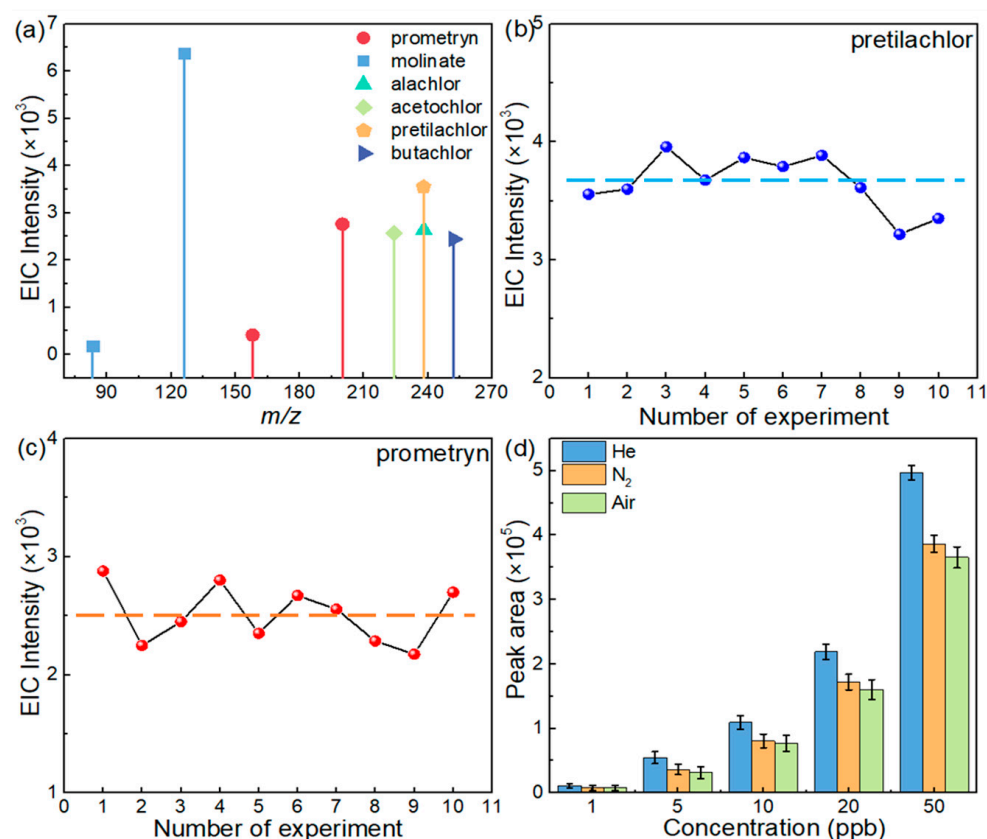 (a)
EIC Intensity (×10³)
7
6
5
4
3
2
1
0
90 120 150 180 210 240 270
m/z
prometryn
molinate
alachlor
acetochlor
pretilachlor
butachlor
(b)
pretilachlor
EIC Intensity (×10³)
5
4
3
2
0 1 2 3 4 5 6 7 8 9 10 11
Number of experiment
(c)
prometryn
EIC Intensity (×10³)
4
3
2
1
0 1 2 3 4 5 6 7 8 9 10 11
Number of experiment
(d)
He
N₂
Air
Peak area (×10⁵)
5
4
3
2
1
0
1 5 10 20 50
Concentration (ppb)